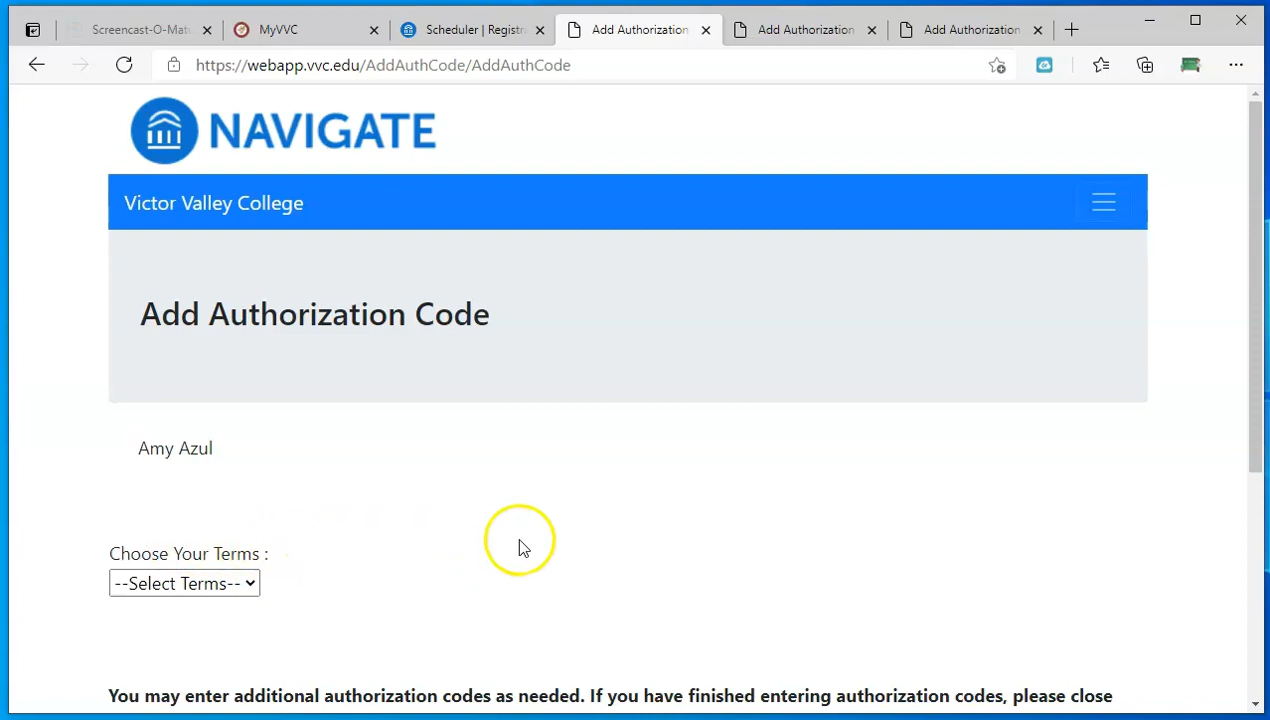 Screencast-O-Mat
MyVVC
Scheduler | Registr
Add Authorization
Add Authorization
Add Authorization
https://webapp.vvc.edu/AddAuthCode/AddAuthCode
NAVIGATE
Victor Valley College
Add Authorization Code
Amy Azul
Choose Your Terms :
--Select Terms--
You may enter additional authorization codes as needed. If you have finished entering authorization codes, please close